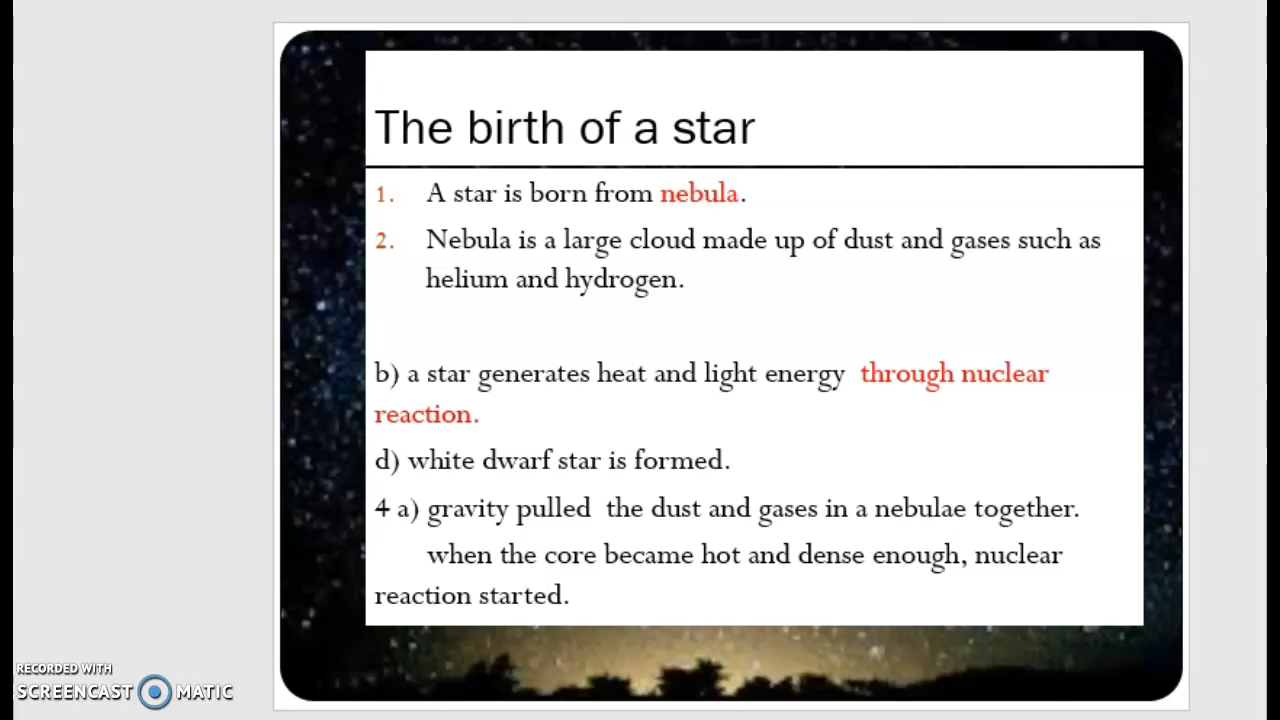 The birth of a star
1. A star is born from nebula.
2. Nebula is a large cloud made up of dust and gases such as
helium and hydrogen.
b) a star generates heat and light energy through nuclear
reaction.
d) white dwarf star is formed.
4 a) gravity pulled the dust and gases in a nebulae together.
when the core became hot and dense enough, nuclear
reaction started.
RECORDED WITH
SCREENCAST MATIC